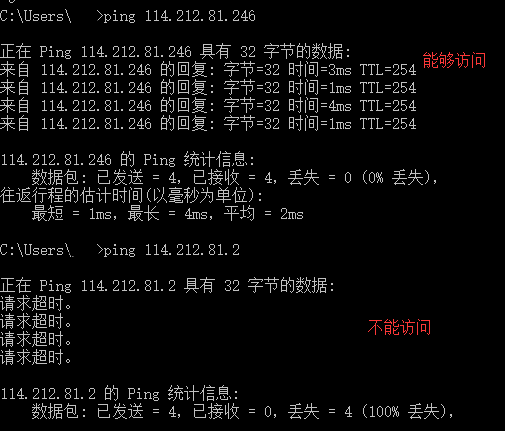 C:\Users\ >ping 114.212.81.246
正在 Ping 114.212.81.246 具有 32 字节的数据:
能够访问
来自 114.212.81.246 的回复: 字节=32 时间=3ms TTL=254
来自 114.212.81.246 的回复: 字节=32 时间=1ms TTL=254
来自 114.212.81.246 的回复: 字节=32 时间=4ms TTL=254
来自 114.212.81.246 的回复: 字节=32 时间=1ms TTL=254
114.212.81.246 的 Ping 统计信息:
数据包: 已发送 = 4，已接收 = 4，丢失 = 0 (0% 丢失)，
往返行程的估计时间(以毫秒为单位):
最短 = 1ms，最长 = 4ms，平均 = 2ms
C:\Users\ >ping 114.212.81.2
正在 Ping 114.212.81.2 具有 32 字节的数据:
请求超时。
请求超时。
不能访问
请求超时。
请求超时。
114.212.81.2 的 Ping 统计信息:
数据包: 已发送 = 4，已接收 = 0，丢失 = 4 (100% 丢失)，